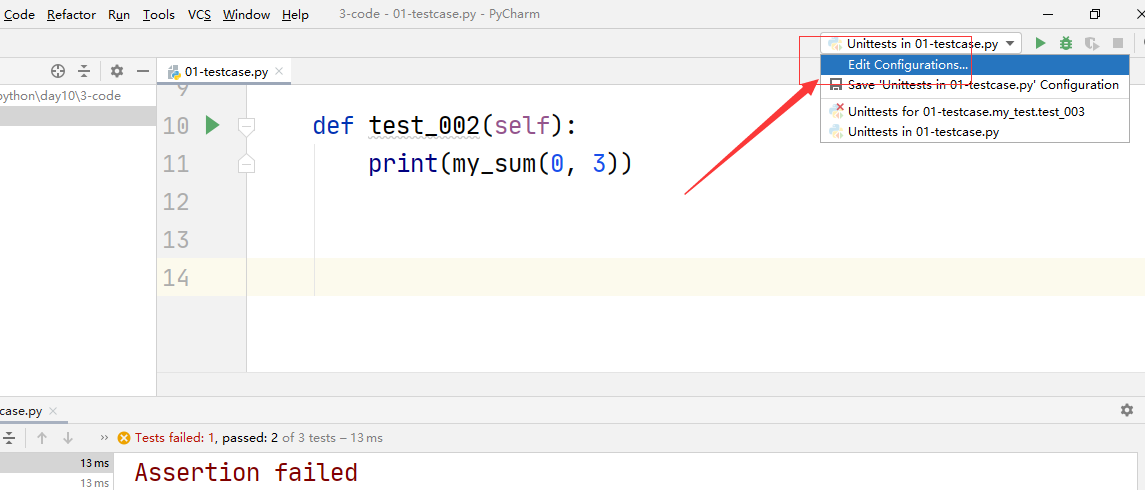 Code Refactor Run Tools VCS Window Help 3-code - 01-testcase.py - PyCharm
Unittests in 01-testcase.py
Edit Configurations...
Save 'Unittests in 01-testcase.py' Configuration
Unittests for 01-testcase.my_test.test_003
Unittests in 01-testcase.py
01-testcase.py
ython\day10\3-code
9
10 def test_002(self):
11 print(my_sum(0, 3))
12
13
14
case.py
Tests failed: 1, passed: 2 of 3 tests – 13 ms
13 ms
13 ms
Assertion failed